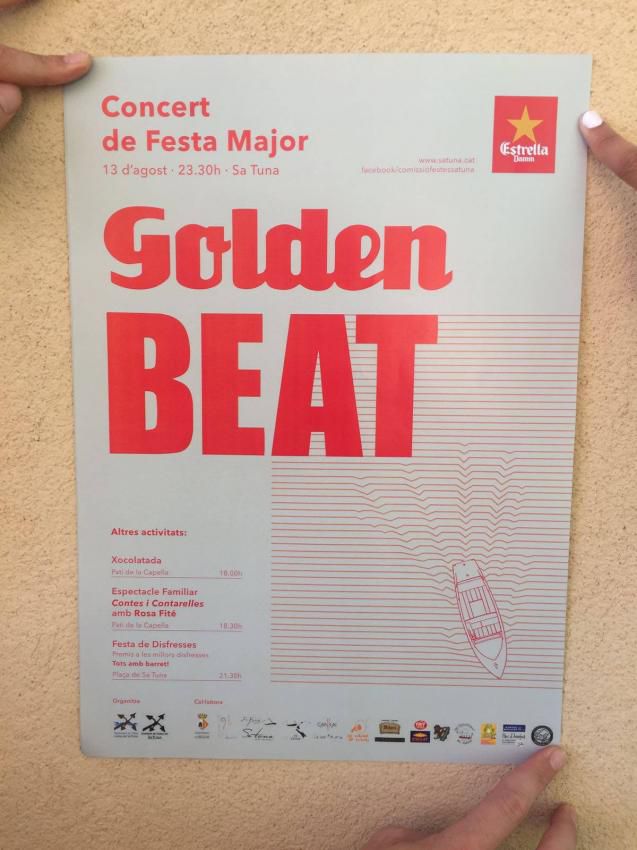 Concert
de Festa Major
13 d'agost · 23.30h · Sa Tuna
www.satuna.cat
facebook/comissiófestessatuna
Estrella
Damm
Golden
BEAT
Altres activitats:
Xocolatada
Pati de la Capella 18.00h
Espectacle Familiar
Contes i Contarelles
amb Rosa Fité
Pati de la Capella 18.30h
Festa de Disfresses
Premis a les millors disfresses
Tots amb barret!
Plaça de Sa Tuna 21.30h
Organitza
Col·labora